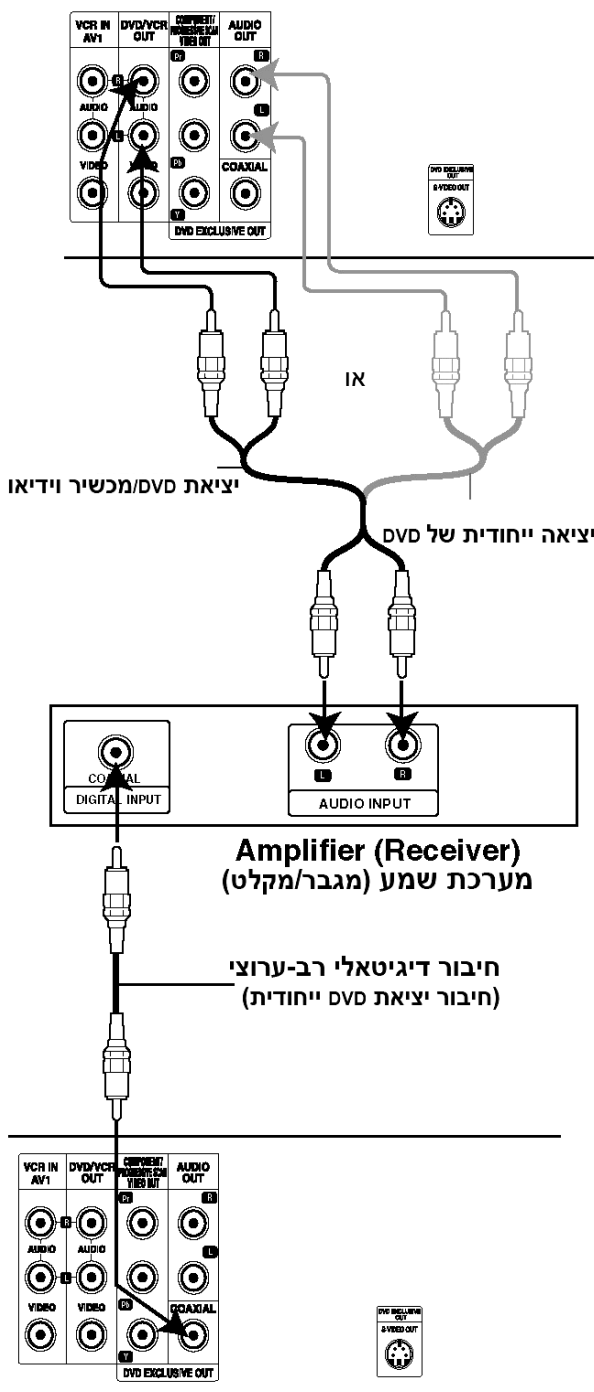 VCR IN DVD/VCR COMPONENT/ AUDIO
AV1 OUT PROGRESSIVE SCAN OUT
VIDEO OUT
Pr R
R
AUDIO AUDIO
L
L
VIDEO VIDEO Pb COAXIAL
Y
DVD EXCLUSIVE OUT
DVD EXCLUSIVE
OUT
S-VIDEO OUT
או
יציאת DVD/מכשיר וידיאו
יציאה ייחודית של DVD
COAXIAL
DIGITAL INPUT
L R
AUDIO INPUT
Amplifier (Receiver)
מערכת שמע (מגבר/מקלט)
חיבור דיגיטאלי רב-ערוצי
(חיבור יציאת DVD ייחודית)
VCR IN DVD/VCR COMPONENT/ AUDIO
AV1 OUT PROGRESSIVE SCAN OUT
VIDEO OUT
Pr R
R
AUDIO AUDIO
L
L
VIDEO VIDEO Pb COAXIAL
Y
DVD EXCLUSIVE OUT
DVD EXCLUSIVE
OUT
S-VIDEO OUT